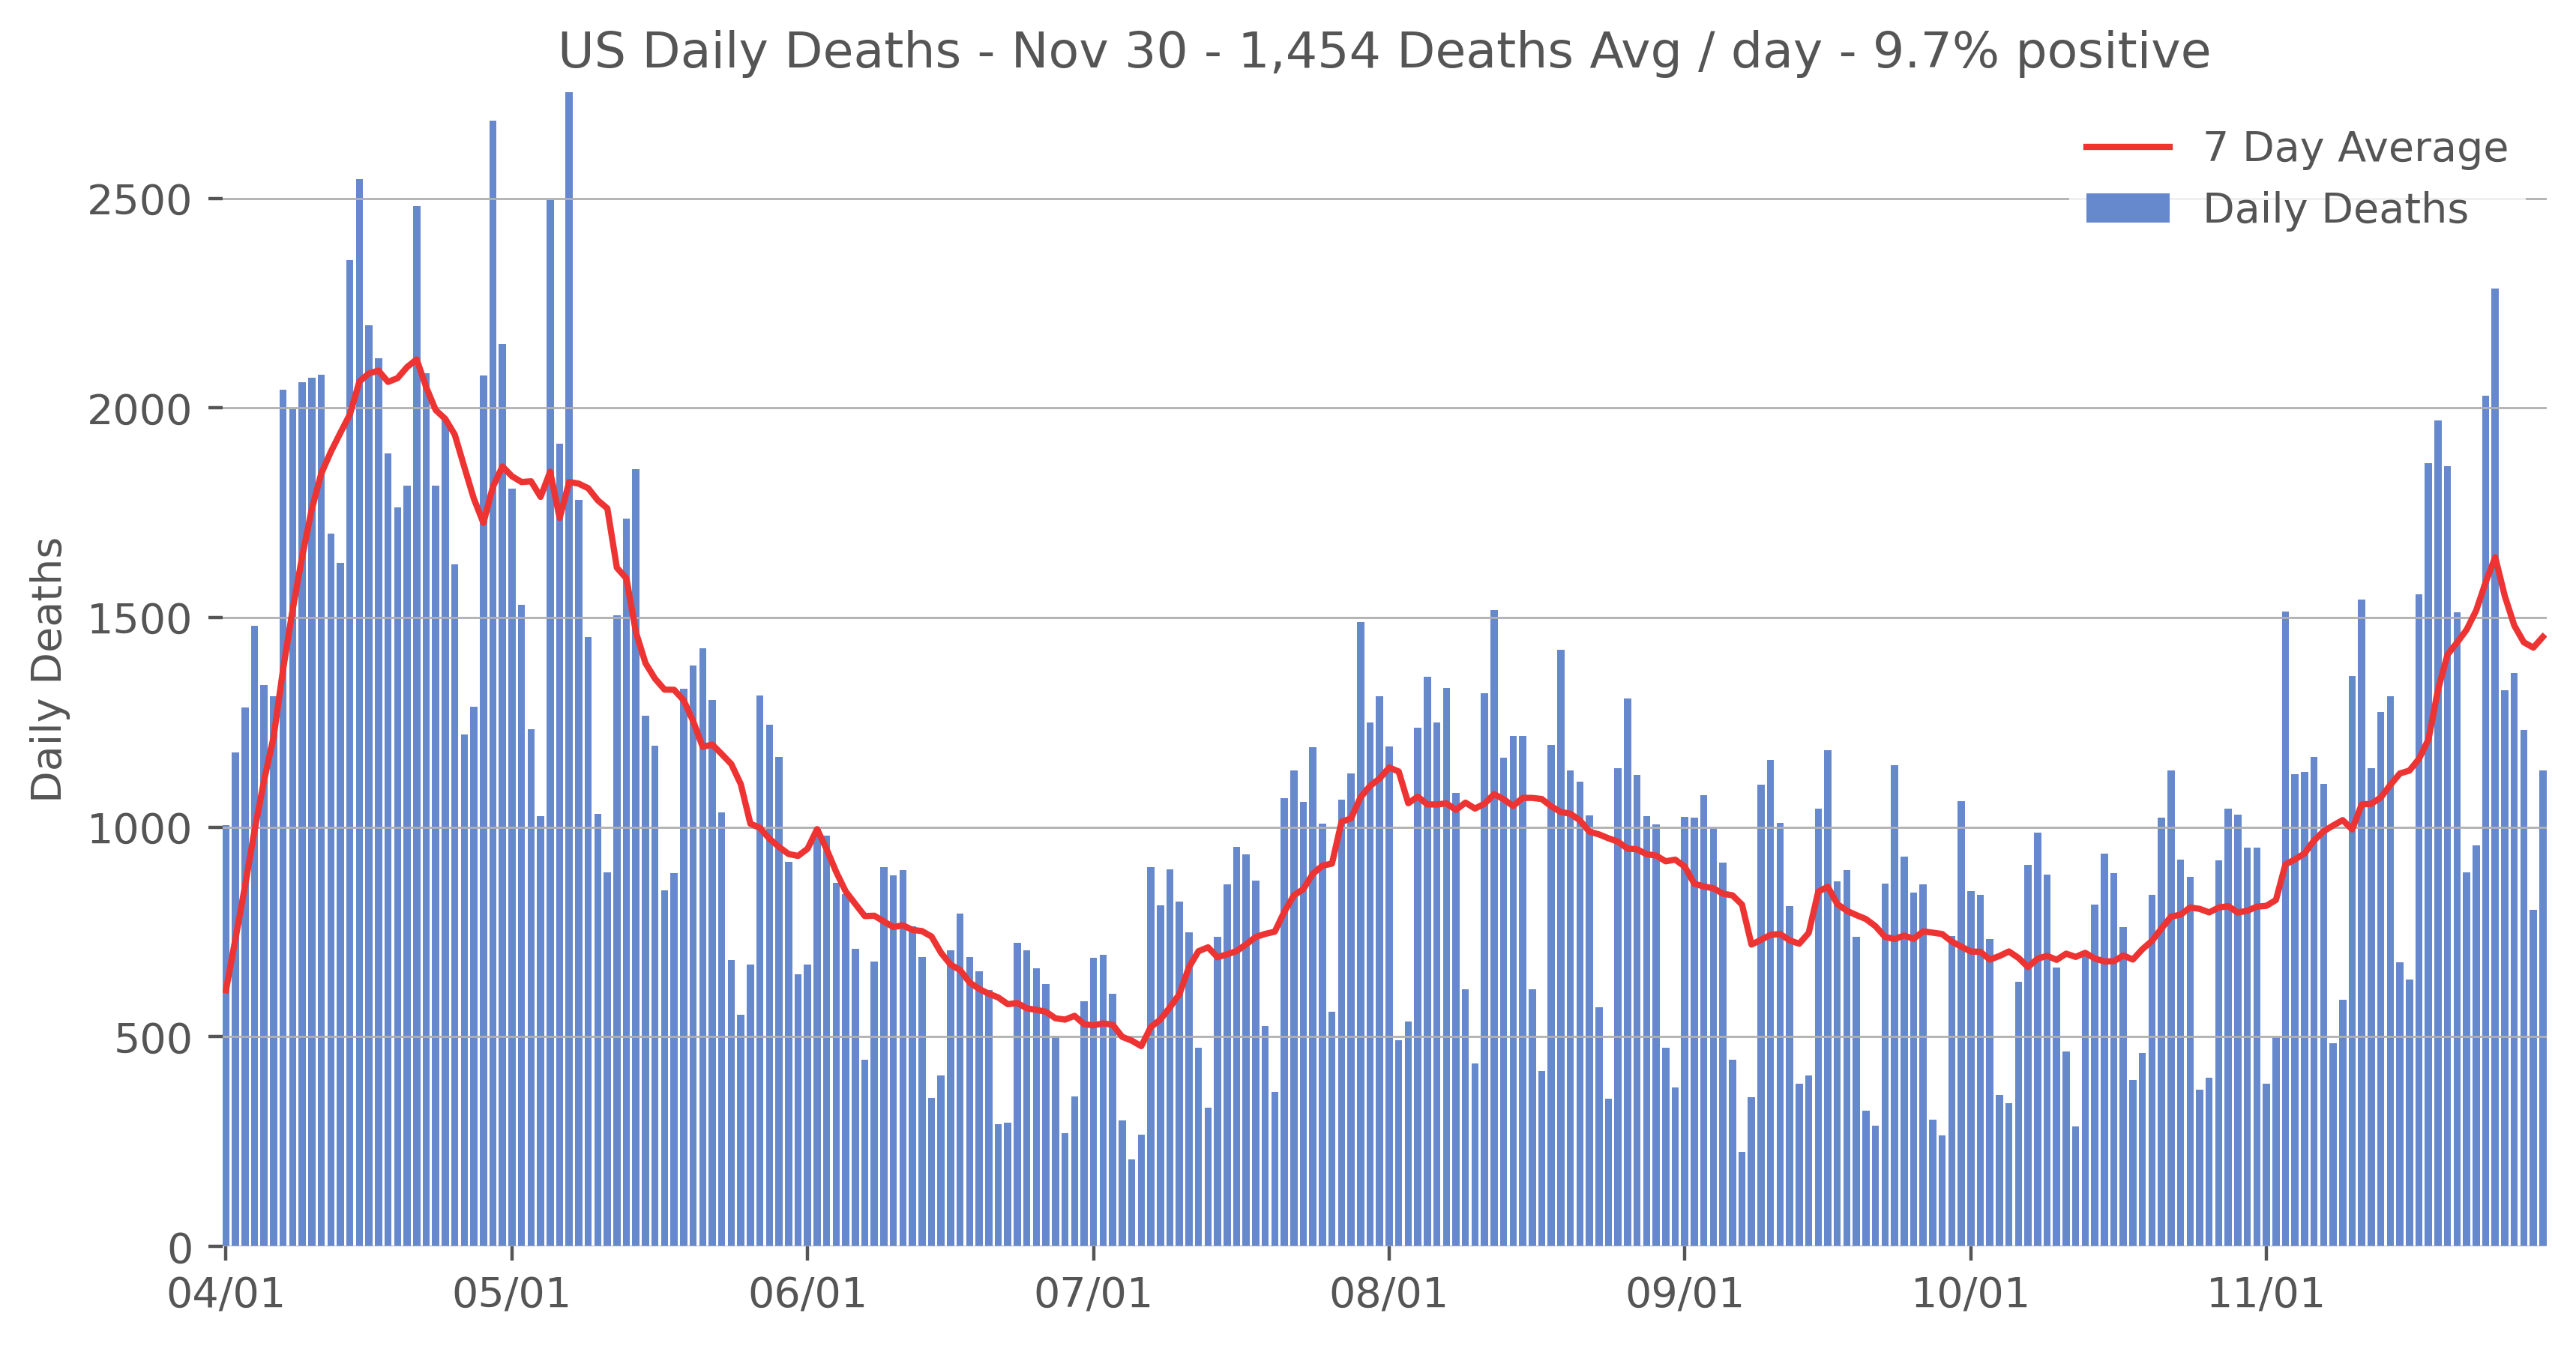 US Daily Deaths - Nov 30 - 1,454 Deaths Avg / day - 9.7% positive
7 Day Average
Daily Deaths
Daily Deaths
2500
2000
1500
1000
500
0
04/01 05/01 06/01 07/01 08/01 09/01 10/01 11/01